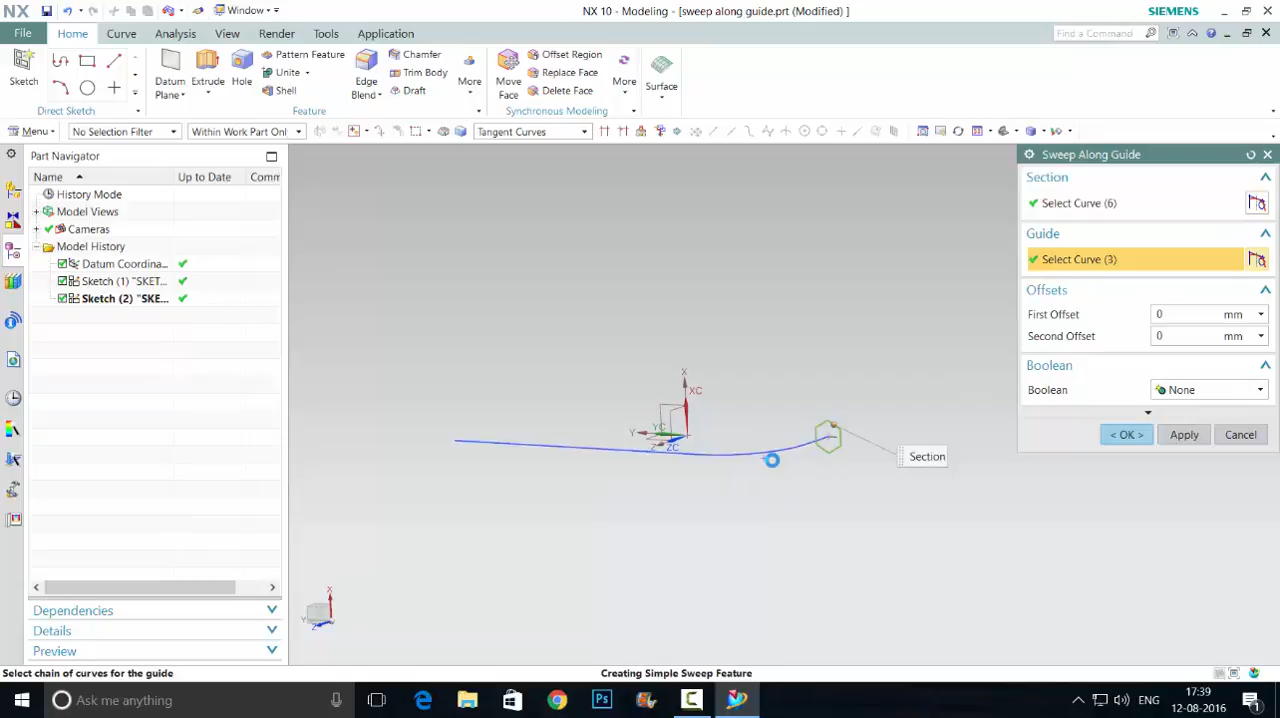 NX Window NX 10 - Modeling - [sweep along guide.prt (Modified) ] SIEMENS
File Home Curve Analysis View Render Tools Application Find a Command
Sketch Datum Plane Extrude Hole Pattern Feature Unite Shell Edge Blend Chamfer Trim Body Draft More Move Face Offset Region Replace Face Delete Face More Surface
Direct Sketch Feature Synchronous Modeling
Menu No Selection Filter Within Work Part Only Tangent Curves
Part Navigator
Name Up to Date Comm
History Mode
Model Views
Cameras
Model History
Datum Coordina...
Sketch (1) "SKET...
Sketch (2) "SKE...
Dependencies
Details
Preview
X
XC
Y YC
Z ZC
Section
X
Y
Z
Sweep Along Guide
Section
Select Curve (6)
Guide
Select Curve (3)
Offsets
First Offset 0 mm
Second Offset 0 mm
Boolean
Boolean None
< OK > Apply Cancel
Select chain of curves for the guide Creating Simple Sweep Feature
Ask me anything Ps ENG 17:39
12-08-2016 1